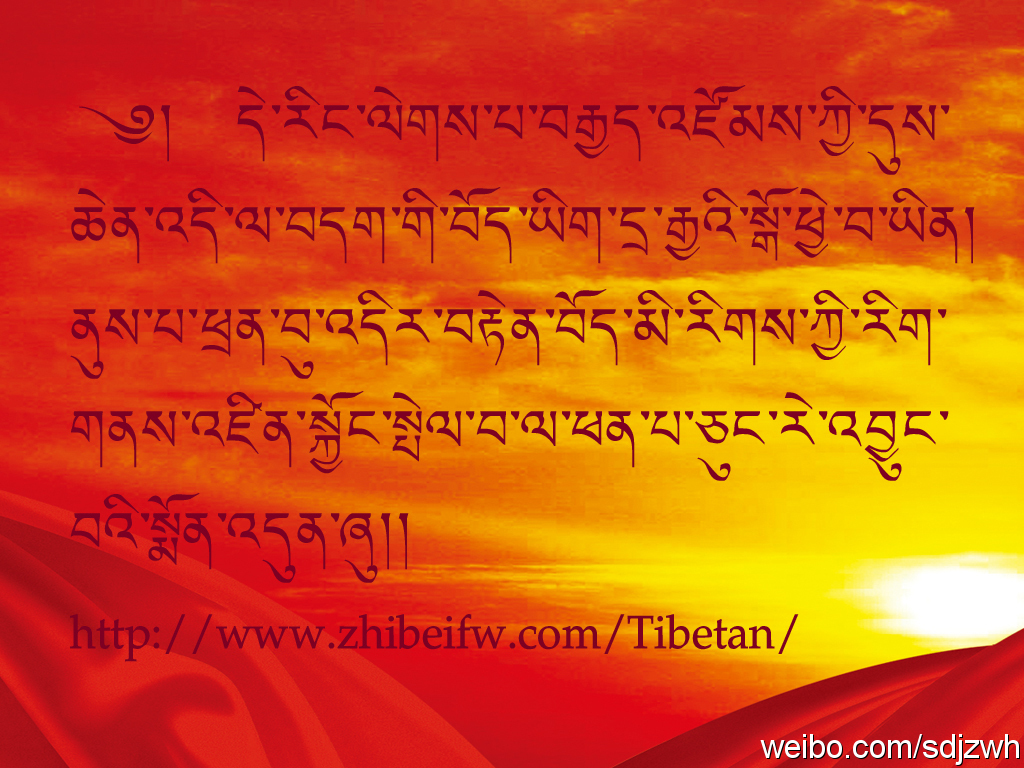 ༄། དེ་རིང་ལེགས་པ་བརྒྱད་འཛོམས་ཀྱི་དུས་
ཆེན་འདི་ལ་བདག་གི་བོད་ཡིག་དྲ་རྒྱའི་སྒོ་ཕྱེ་བ་ཡིན།
ནུས་པ་ཕྲན་བུ་འདིར་བརྟེན་བོད་མི་རིགས་ཀྱི་རིག་
གནས་འཛིན་སྐྱོང་སྤེལ་བ་ལ་ཕན་པ་ཅུང་རེ་འབྱུང་
བའི་སྨོན་འདུན་ཞུ།།
http://www.zhibeifw.com/Tibetan/
weibo.com/sdjzwh